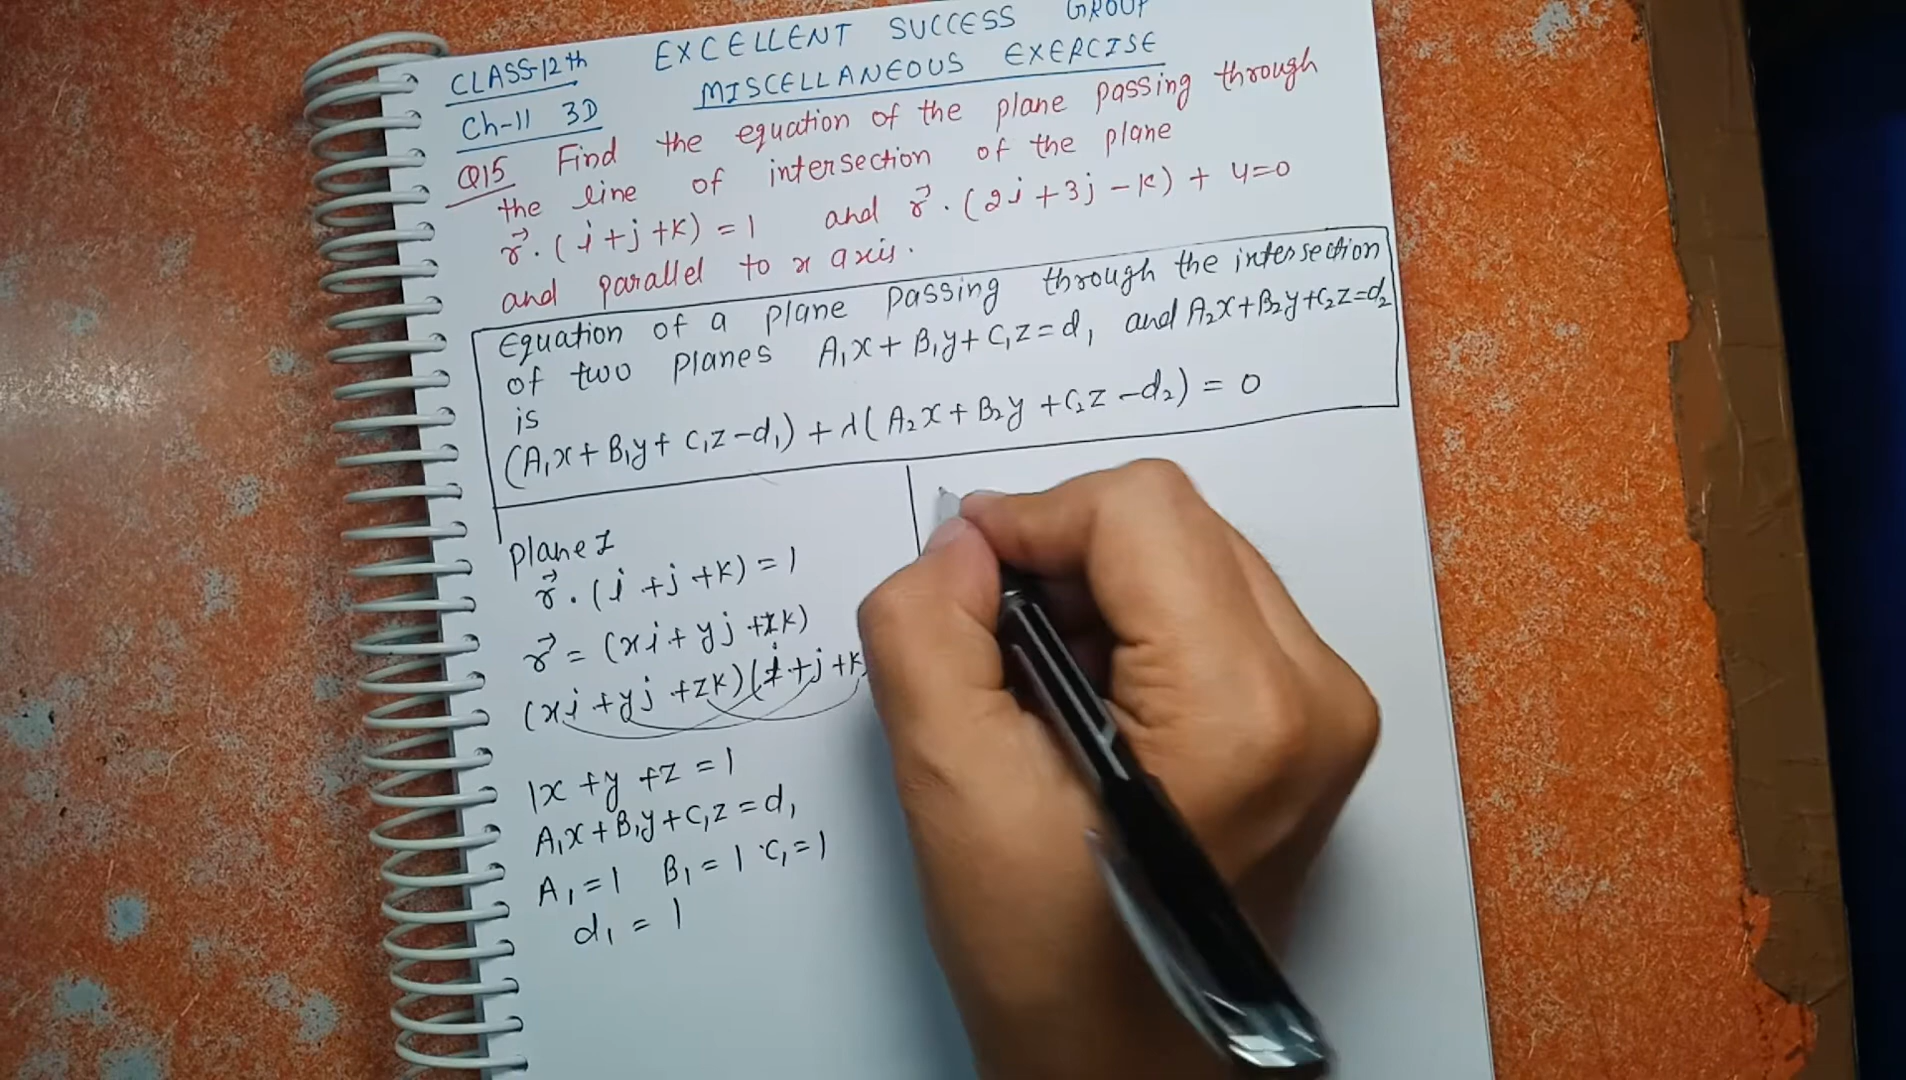 CLASS-12th EXCELLENT SUCCESS GROUP
Ch-11 3D MISCELLANEOUS EXERCISE
Q15 Find the equation of the plane passing through
the line of intersection of the plane
r⃗.(i+j+k) = 1 and r⃗.(2i+3j-k) + 4=0
and parallel to x axis.
Equation of a plane passing through the intersection
of two planes A₁x + B₁y + C₁z = d₁ and A₂x+B₂y+C₂z=d₂
is
(A₁x + B₁y + C₁z - d₁) + λ(A₂x + B₂y + C₂z - d₂) = 0
plane I
r⃗.(i+j+k) = 1
r⃗ = (xi + yj + zk)
(xi + yj + zk)(i+j+k
1x + y + z = 1
A₁x + B₁y + C₁z = d₁
A₁ = 1 B₁ = 1 C₁ = 1
d₁ = 1